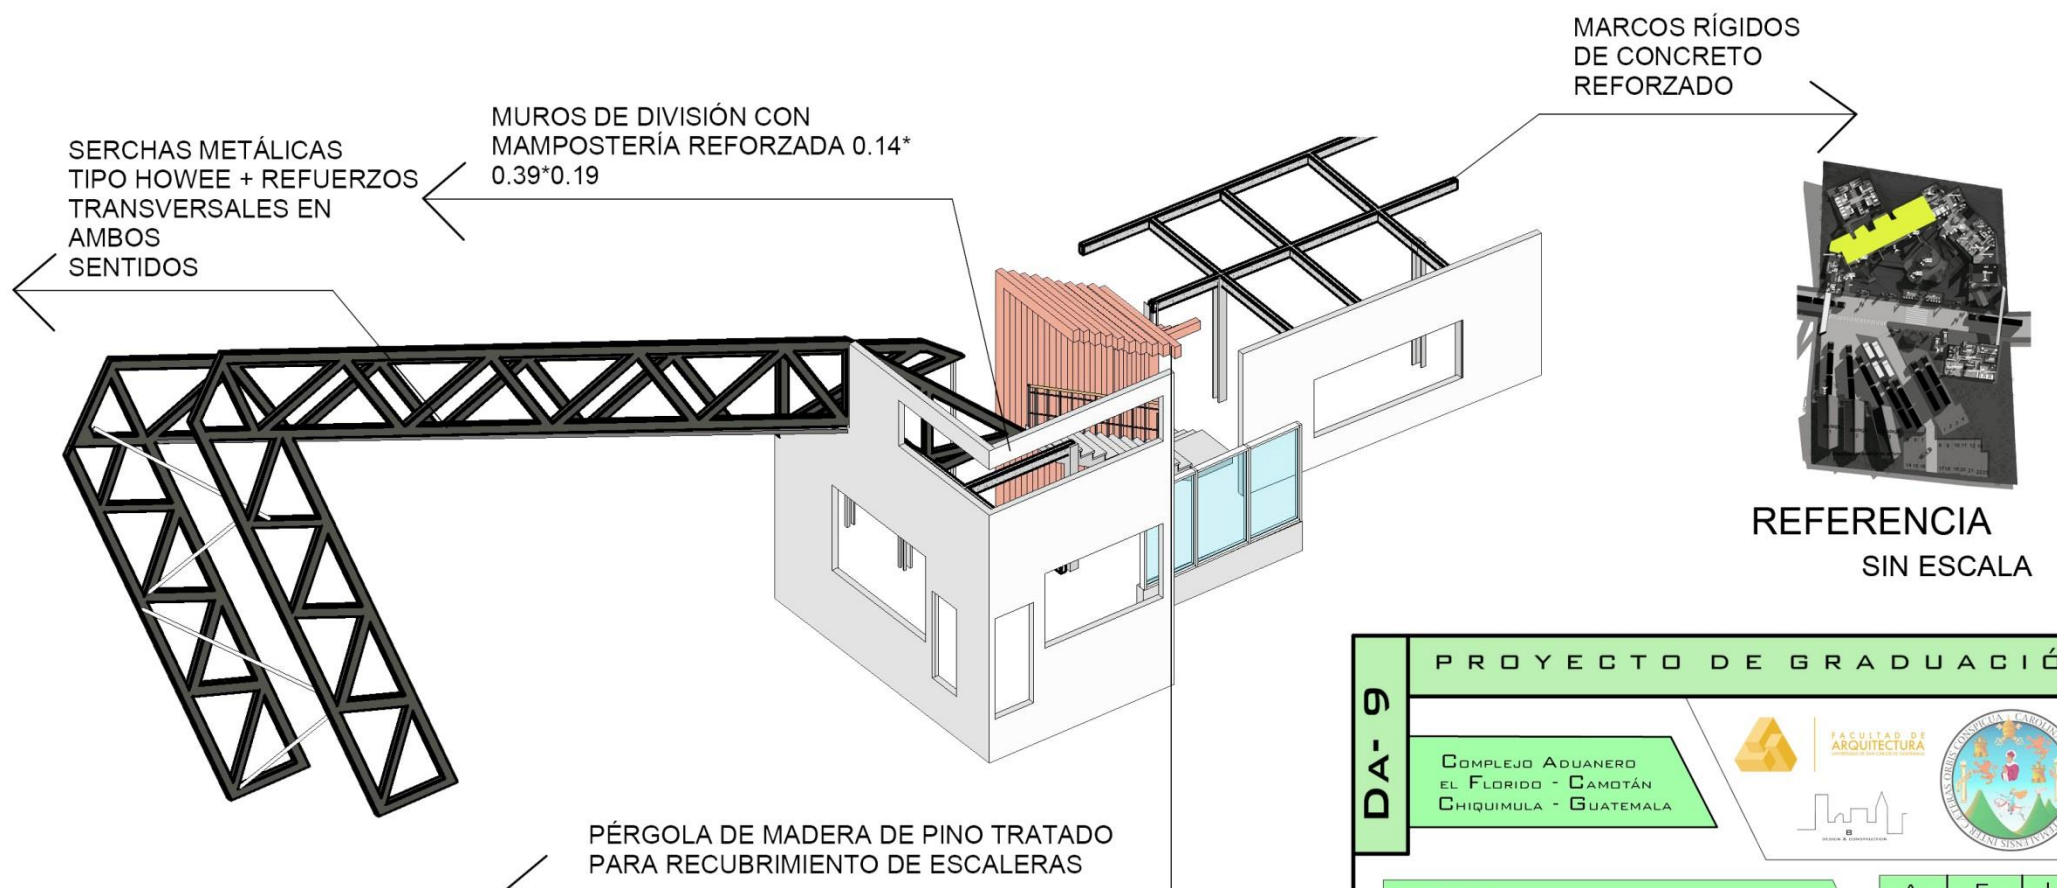 MARCOS RÍGIDOS
DE CONCRETO
REFORZADO
MUROS DE DIVISIÓN CON
MAMPOSTERÍA REFORZADA 0.14*
0.39*0.19
SERCHAS METÁLICAS
TIPO HOWEE + REFUERZOS
TRANSVERSALES EN
AMBOS
SENTIDOS
REFERENCIA
SIN ESCALA
PROYECTO DE GRADUACIÓ
DA- 9
FACULTAD DE
ARQUITECTURA
COMPLEJO ADUANERO
EL FLORIDO - CAMOTÁN
CHIQUIMULA - GUATEMALA
B
DESIGN & CONSTRUCTION
PÉRGOLA DE MADERA DE PINO TRATADO
PARA RECUBRIMIENTO DE ESCALERAS